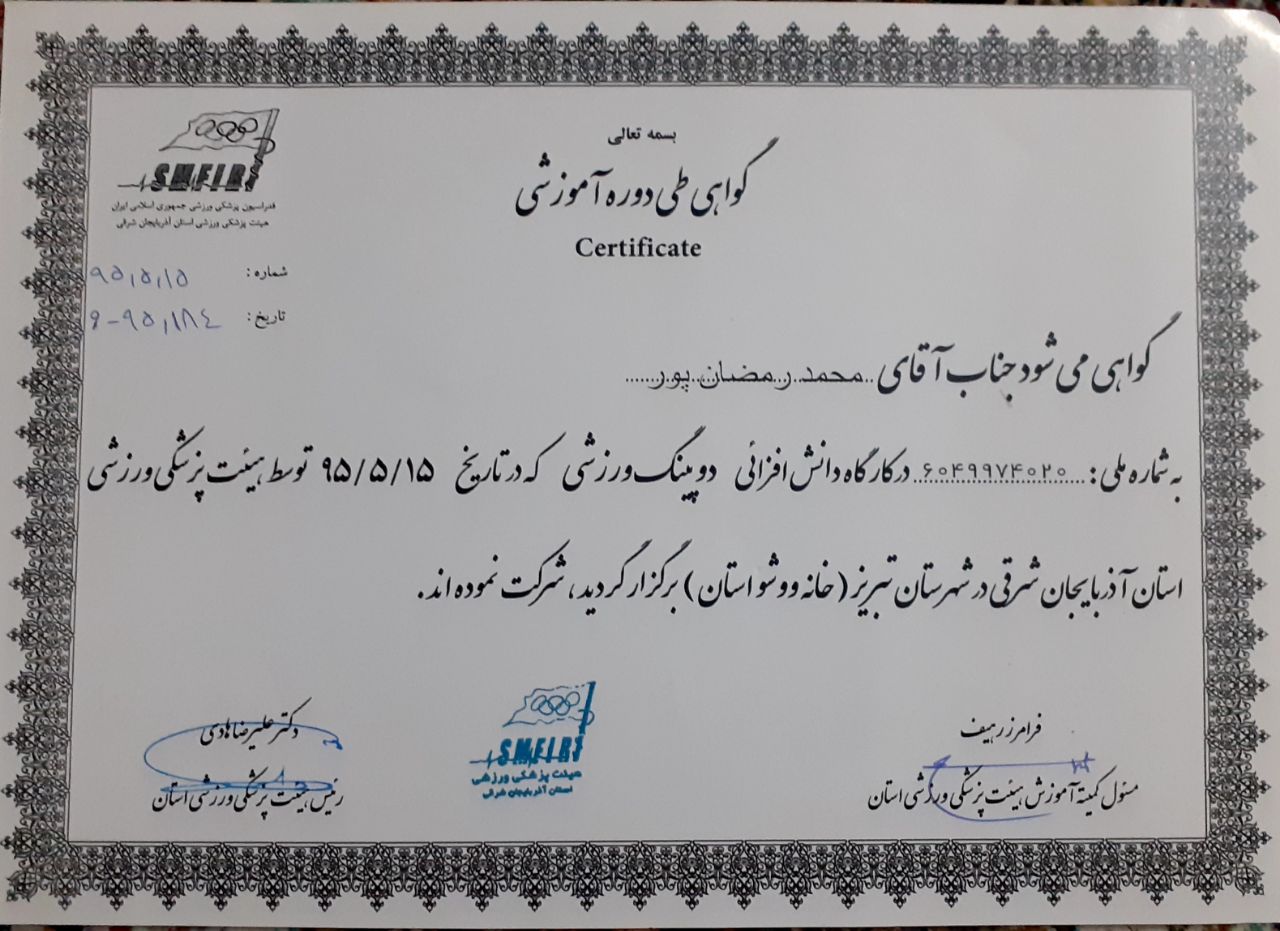 بسمه تعالی
گواهی طی دوره آموزشی
Certificate
SMFIRI
فدراسیون پزشکی ورزشی جمهوری اسلامی ایران
هیئت پزشکی ورزشی استان آذربایجان شرقی
شماره : ۹۵/۵/۱۵
تاریخ : ۹۵/۱۸۴-۶
گواهی می شود جناب آقای ..محمد رمضان پور......
به شماره ملی : ...۶۰۴۹۹۷۴۰۲۰... در کارگاه دانش افزائی دوپینگ ورزشی که در تاریخ ۹۵/۵/۱۵ توسط هیئت پزشکی ورزشی
استان آذربایجان شرقی در شهرستان تبریز (خانه ووشو استان) برگزار گردید، شرکت نموده اند.
فرامرز رهیف
مسئول کمیته آموزش هیئت پزشکی ورزشی استان
SMFIRI
هیئت پزشکی ورزشی
استان آذربایجان شرقی
دکتر علیرضا هادی
رئیس هیئت پزشکی ورزشی استان